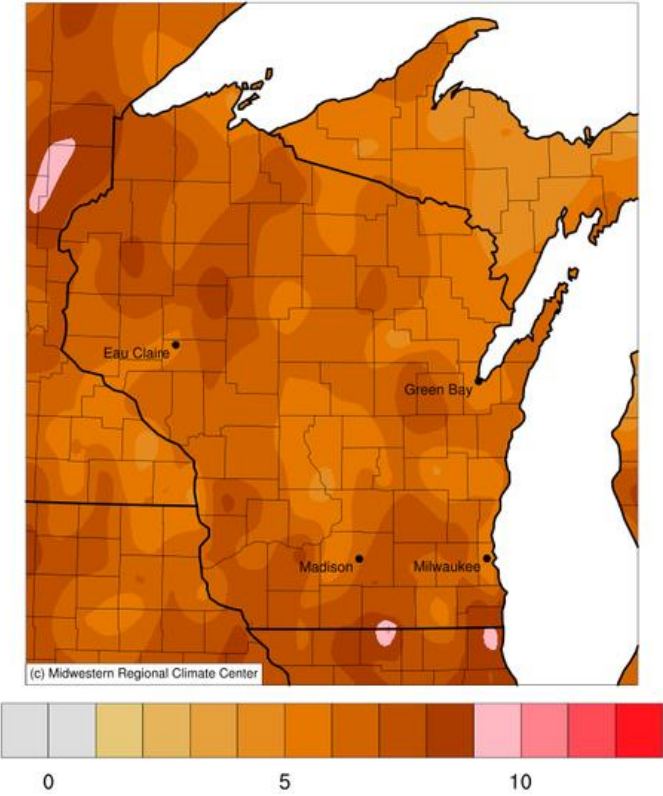 Eau Claire
Green Bay
Madison Milwaukee
(c) Midwestern Regional Climate Center
0 5 10